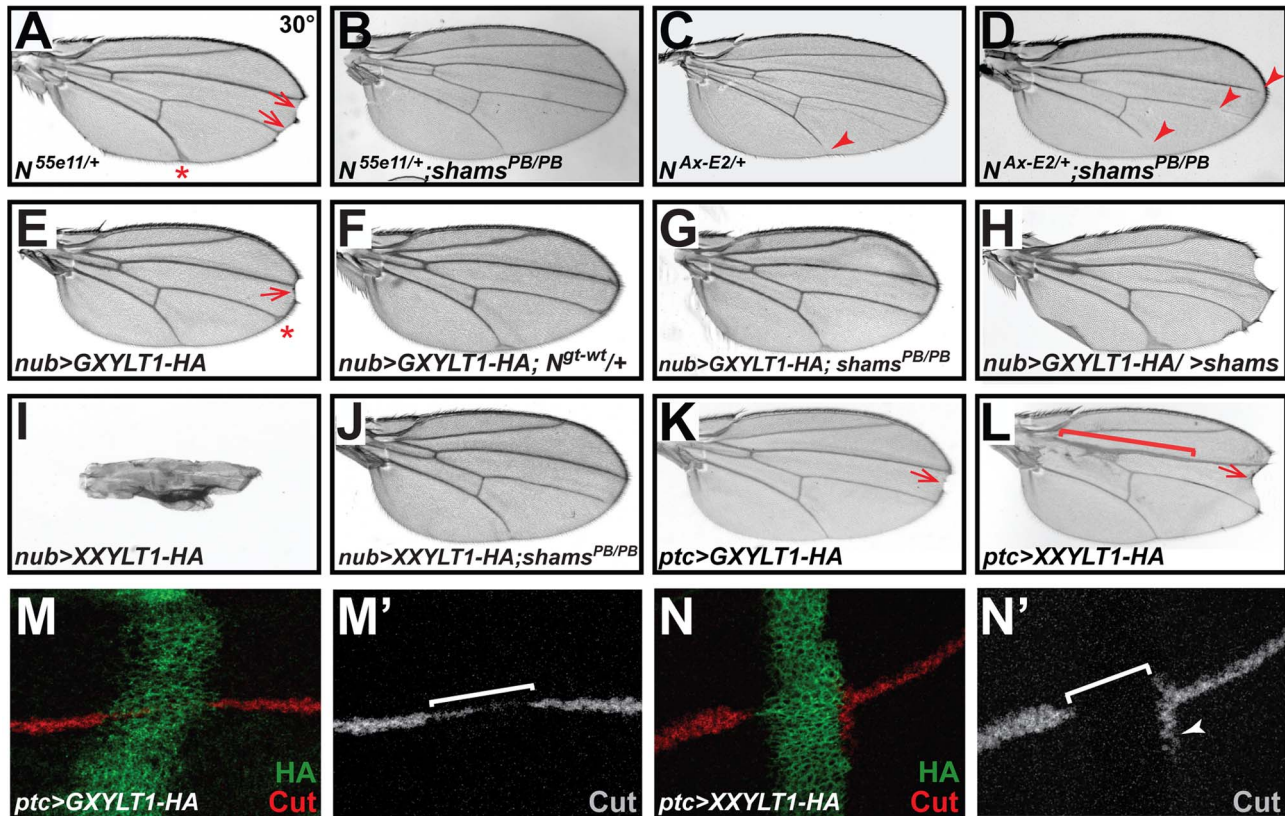 A 30°
N55e11/+
B
N55e11/+;shamsPB/PB
C
NAx-E2/+
D
NAx-E2/+;shamsPB/PB
E
*
nub>GXYLT1-HA
F
nub>GXYLT1-HA; Ngt-wt/+
G
nub>GXYLT1-HA; shamsPB/PB
H
nub>GXYLT1-HA/ >shams
I
nub>XXYLT1-HA
J
nub>XXYLT1-HA;shamsPB/PB
K
ptc>GXYLT1-HA
L
ptc>XXYLT1-HA
M
HA
ptc>GXYLT1-HA Cut
M'
Cut
N
HA
ptc>XXYLT1-HA Cut
N'
Cut